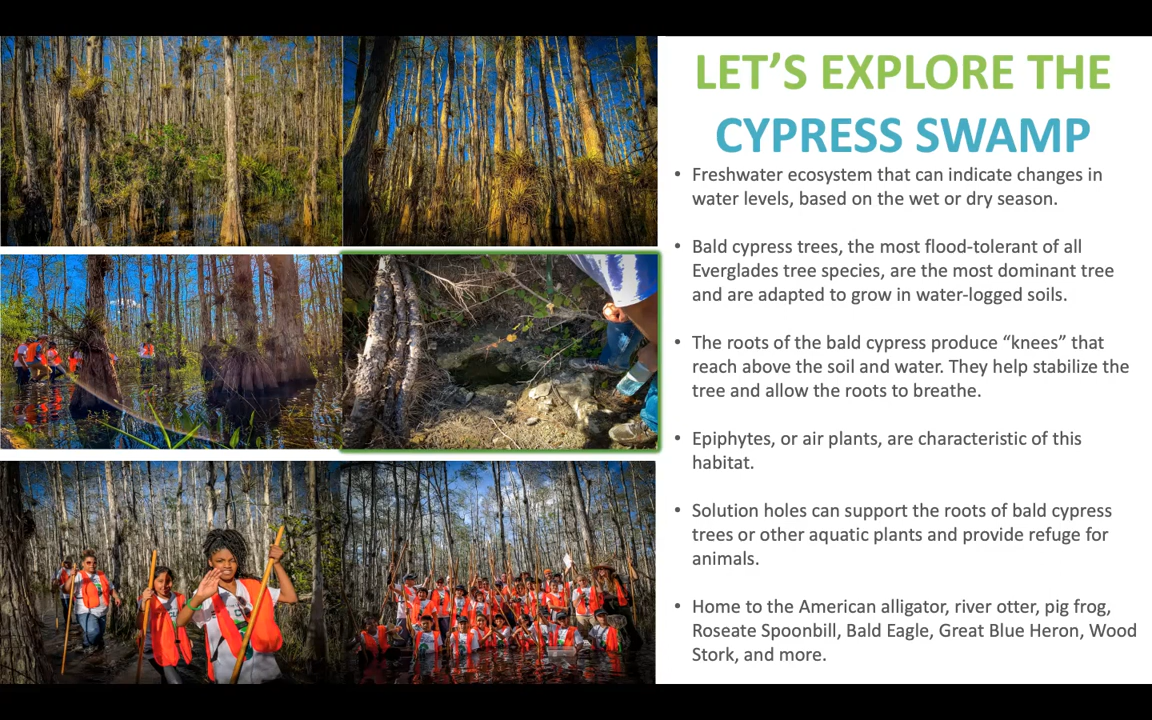 LET'S EXPLORE THE
CYPRESS SWAMP
• Freshwater ecosystem that can indicate changes in
water levels, based on the wet or dry season.
• Bald cypress trees, the most flood-tolerant of all
Everglades tree species, are the most dominant tree
and are adapted to grow in water-logged soils.
• The roots of the bald cypress produce “knees” that
reach above the soil and water. They help stabilize the
tree and allow the roots to breathe.
• Epiphytes, or air plants, are characteristic of this
habitat.
• Solution holes can support the roots of bald cypress
trees or other aquatic plants and provide refuge for
animals.
• Home to the American alligator, river otter, pig frog,
Roseate Spoonbill, Bald Eagle, Great Blue Heron, Wood
Stork, and more.